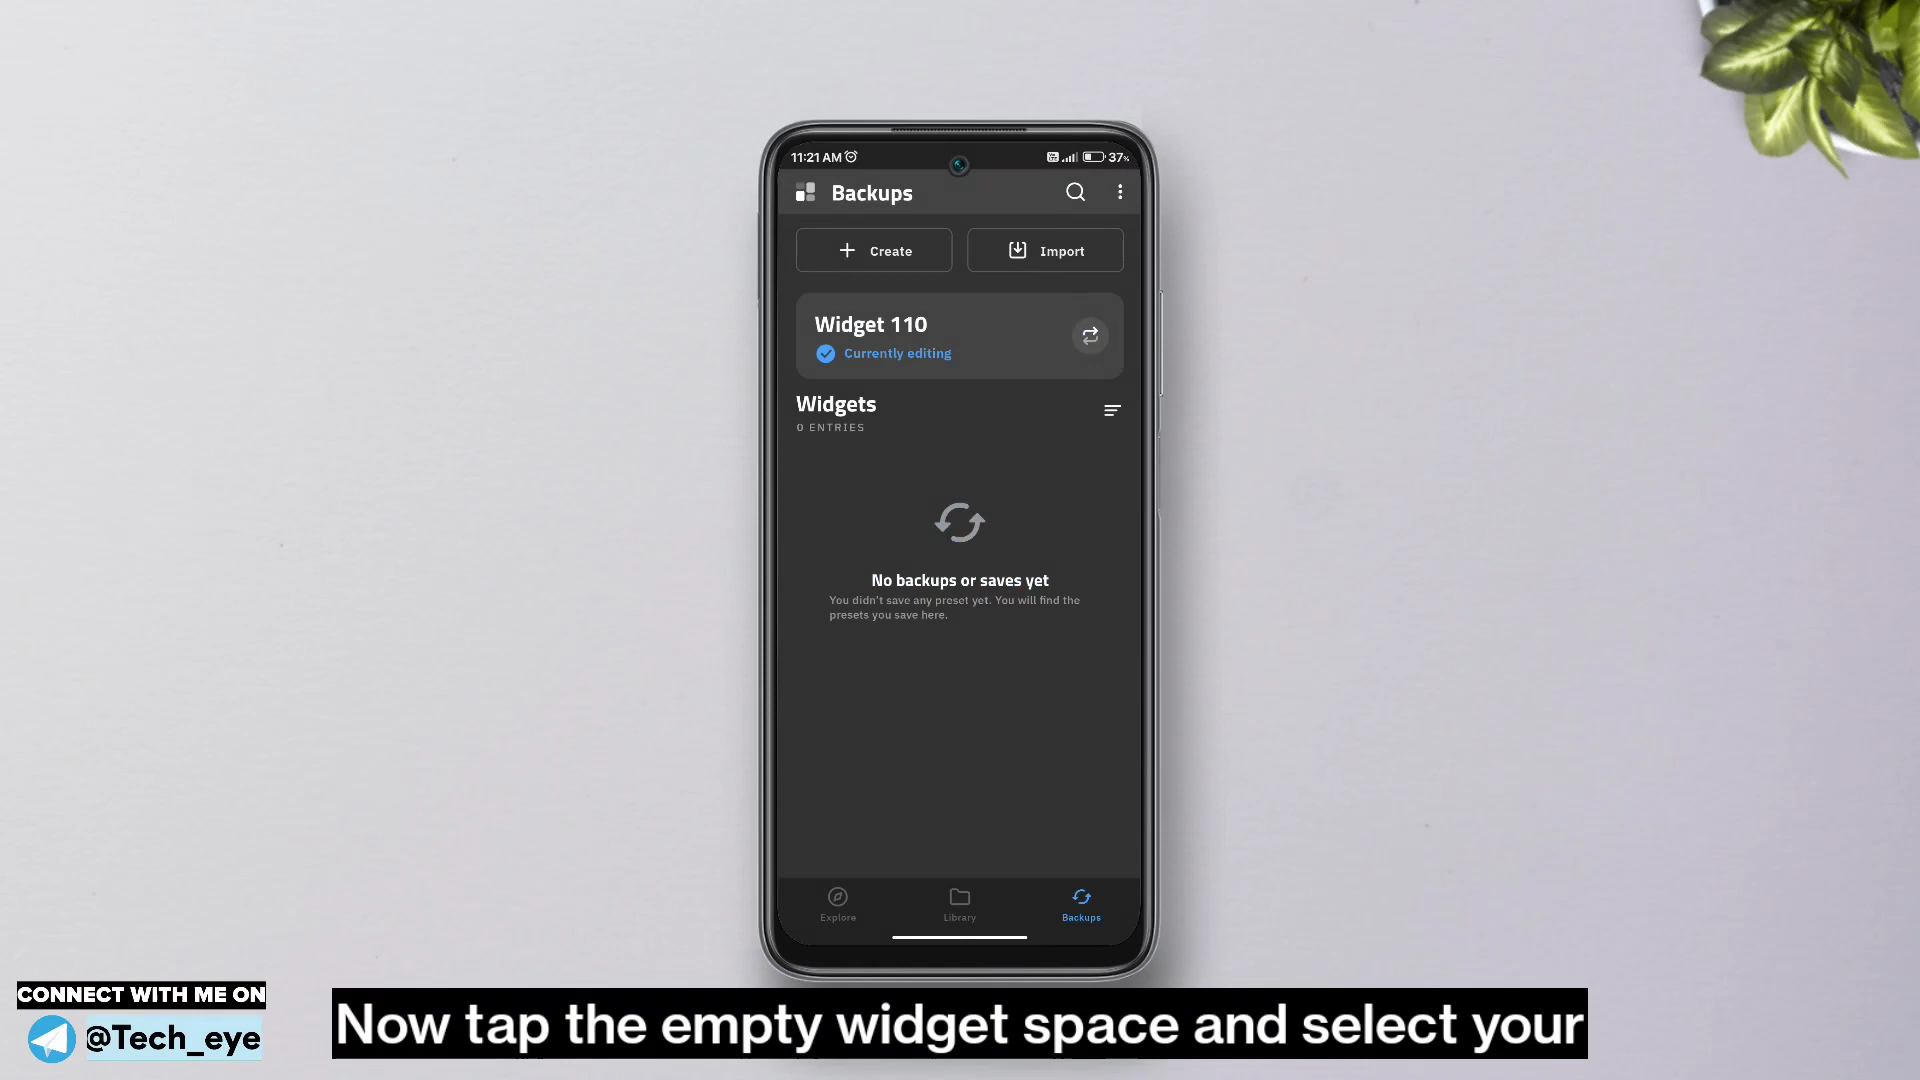 11:21 AM
37%
Backups
Create
Import
Widget 110
Currently editing
Widgets
0 ENTRIES
No backups or saves yet
You didn't save any preset yet. You will find the
presets you save here.
Explore
Library
Backups
CONNECT WITH ME ON
@Tech_eye
Now tap the empty widget space and select your